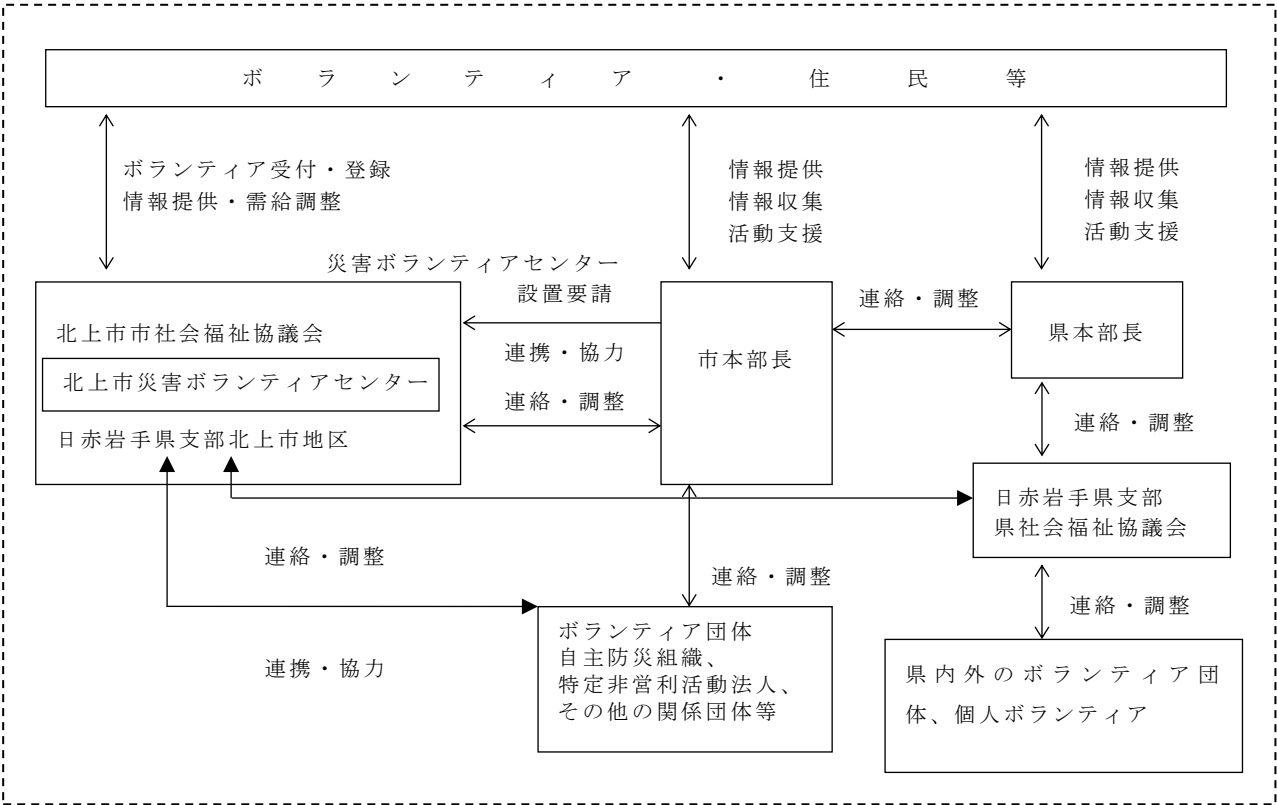 ボランティア・住民等
ボランティア受付・登録
情報提供・需給調整
情報提供
情報収集
活動支援
情報提供
情報収集
活動支援
災害ボランティアセンター
設置要請
北上市市社会福祉協議会
北上市災害ボランティアセンター
日赤岩手県支部北上市地区
連携・協力
連絡・調整
市本部長
連絡・調整
県本部長
連絡・調整
日赤岩手県支部
県社会福祉協議会
連絡・調整
連絡・調整
連絡・調整
連携・協力
ボランティア団体
自主防災組織、
特定非営利活動法人、
その他の関係団体等
県内外のボランティア団
体、個人ボランティア